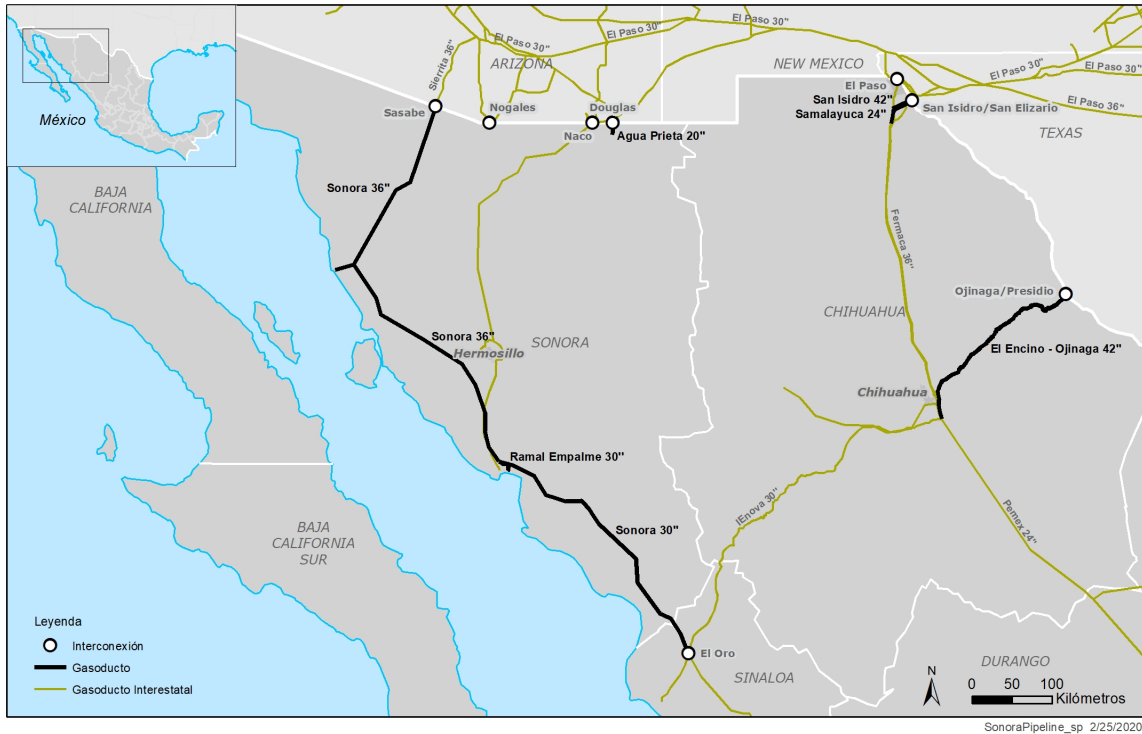 El Paso 30"
El Paso 30"
El Paso 30"
Sierrita 36"
ARIZONA
NEW MEXICO
El Paso 30"
El Paso 30"
El Paso
San Isidro 42"
Samalayuca 24"
San Isidro/San Elizario
El Paso 36"
TEXAS
México
Sasabe
Nogales
Douglas
Naco
Agua Prieta 20"
BAJA
CALIFORNIA
Sonora 36"
Fermaca 36"
Ojinaga/Presidio
CHIHUAHUA
Sonora 36"
SONORA
Hermosillo
El Encino - Ojinaga 42"
Chihuahua
Ramal Empalme 30"
IEnova 30"
Pemex 24"
Sonora 30"
BAJA
CALIFORNIA
SUR
Leyenda
Interconexión
Gasoducto
Gasoducto Interestatal
El Oro
SINALOA
DURANGO
N
0 50 100
Kilómetros
SonoraPipeline_sp 2/25/2020